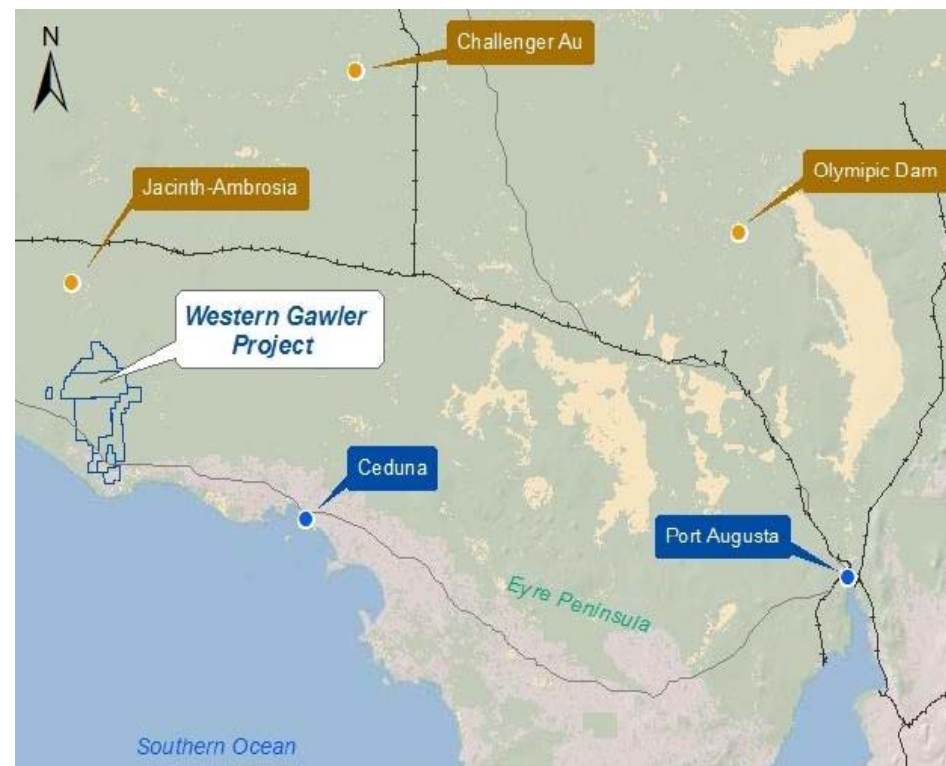 N
Challenger Au
Jacinth-Ambrosia
Olymipic Dam
Western Gawler
Project
Ceduna
Port Augusta
Eyre Peninsula
Southern Ocean